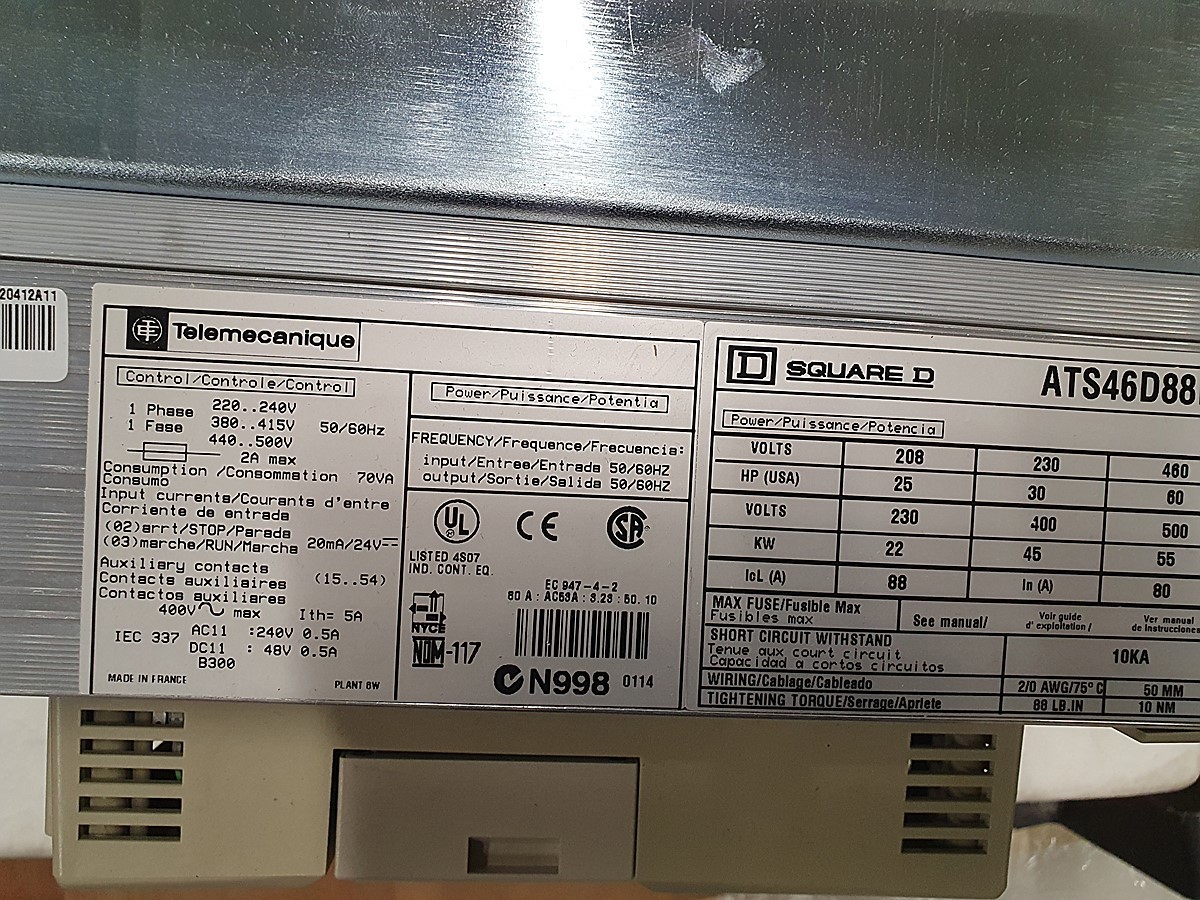 20412A11
TE Telemecanique
Control/Controle/Control
1 Phase 220..240V
1 Fase 380..415V 50/60Hz
440..500V
2A max
Consumption /Consommation 70VA
Consumo
Input currents/Courants d'entre
Corriente de entrada
(02)arrt/STOP/Parada
(03)marche/RUN/Marcha 20mA/24V
Auxiliary contacts
Contacts auxiliaires (15..54)
Contactos auxiliares
400V~ max Ith= 5A
IEC 337 AC11 :240V 0.5A
DC11 : 48V 0.5A
B300
MADE IN FRANCE PLANT 8W
Power/Puissance/Potentia
FREQUENCY/Frequence/Frecuencia:
input/Entree/Entrada 50/60HZ
output/Sortie/Salida 50/60HZ
UL CE SA
LISTED 4S07
IND. CONT. EQ.
EC 947-4-2
80 A : AC53A : 3.23 : 50. 10
NYCE
NOM-117
N998 0114
D SQUARE D ATS46D88
Power/Puissance/Potencia
VOLTS 208 230 460
HP (USA) 25 30 60
VOLTS 230 400 500
KW 22 45 55
IcL (A) 88 In (A) 80
MAX FUSE/Fusible Max See manual/ Voir guide Ver manual
Fusibles max d'exploitation/ de instrucciones
SHORT CIRCUIT WITHSTAND
Tenue aux court circuit 10KA
Capacidad a cortos circuitos
WIRING/Cablage/Cableado 2/0 AWG/75°C 50 MM
TIGHTENING TORQUE/Serrage/Apriete 88 LB.IN 10 NM